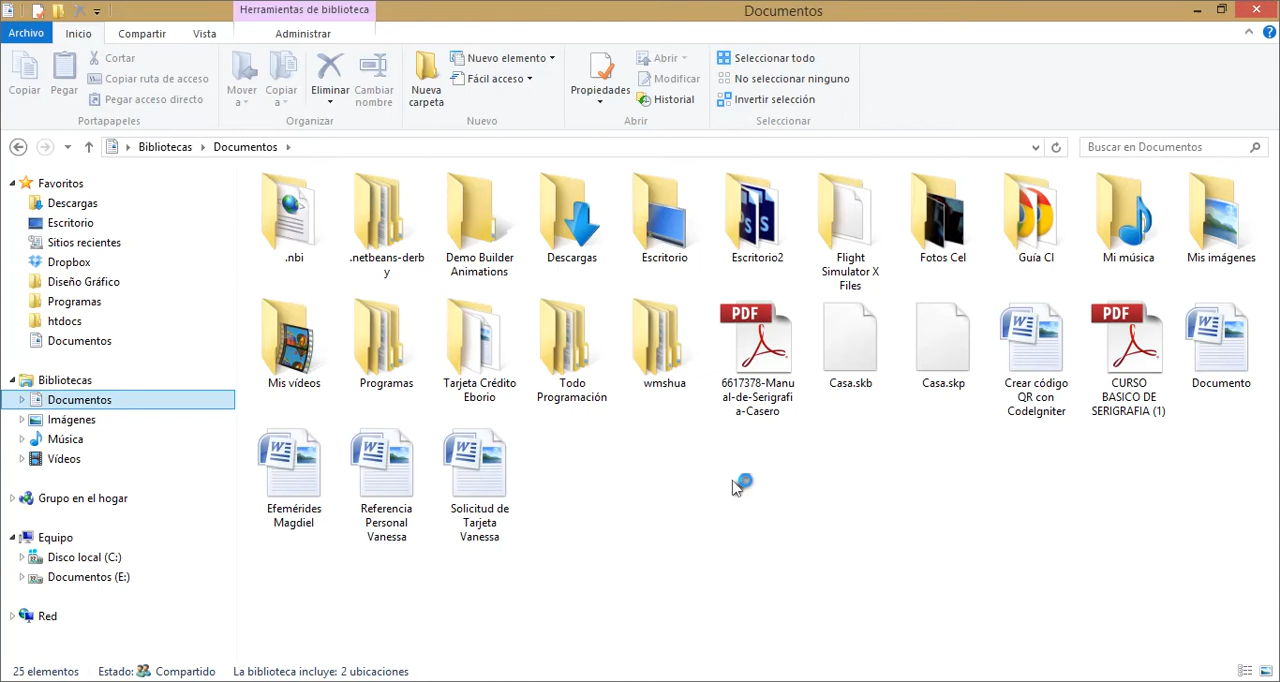 Herramientas de biblioteca
Documentos
Archivo
Inicio
Compartir
Vista
Administrar
Copiar
Pegar
Cortar
Copiar ruta de acceso
Pegar acceso directo
Portapapeles
Mover
a
Copiar
a
Eliminar
Cambiar
nombre
Organizar
Nueva
carpeta
Nuevo elemento
Fácil acceso
Nuevo
Propiedades
Abrir
Modificar
Historial
Abrir
Seleccionar todo
No seleccionar ninguno
Invertir selección
Seleccionar
Bibliotecas
Documentos
Buscar en Documentos
Favoritos
Descargas
Escritorio
Sitios recientes
Dropbox
Diseño Gráfico
Programas
htdocs
Documentos
Bibliotecas
Documentos
Imágenes
Música
Vídeos
Grupo en el hogar
Equipo
Disco local (C:)
Documentos (E:)
Red
.nbi
.netbeans-derb
y
Demo Builder
Animations
Descargas
Escritorio
Escritorio2
Flight
Simulator X
Files
Fotos Cel
Guía CI
Mi música
Mis imágenes
Mis vídeos
Programas
Tarjeta Crédito
Eborio
Todo
Programación
wmshua
PDF
6617378-Manu
al-de-Serigrafi
a-Casero
Casa.skb
Casa.skp
Crear código
QR con
CodeIgniter
PDF
CURSO
BASICO DE
SERIGRAFIA (1)
Documento
Efemérides
Magdiel
Referencia
Personal
Vanessa
Solicitud de
Tarjeta
Vanessa
25 elementos
Estado: Compartido
La biblioteca incluye: 2 ubicaciones